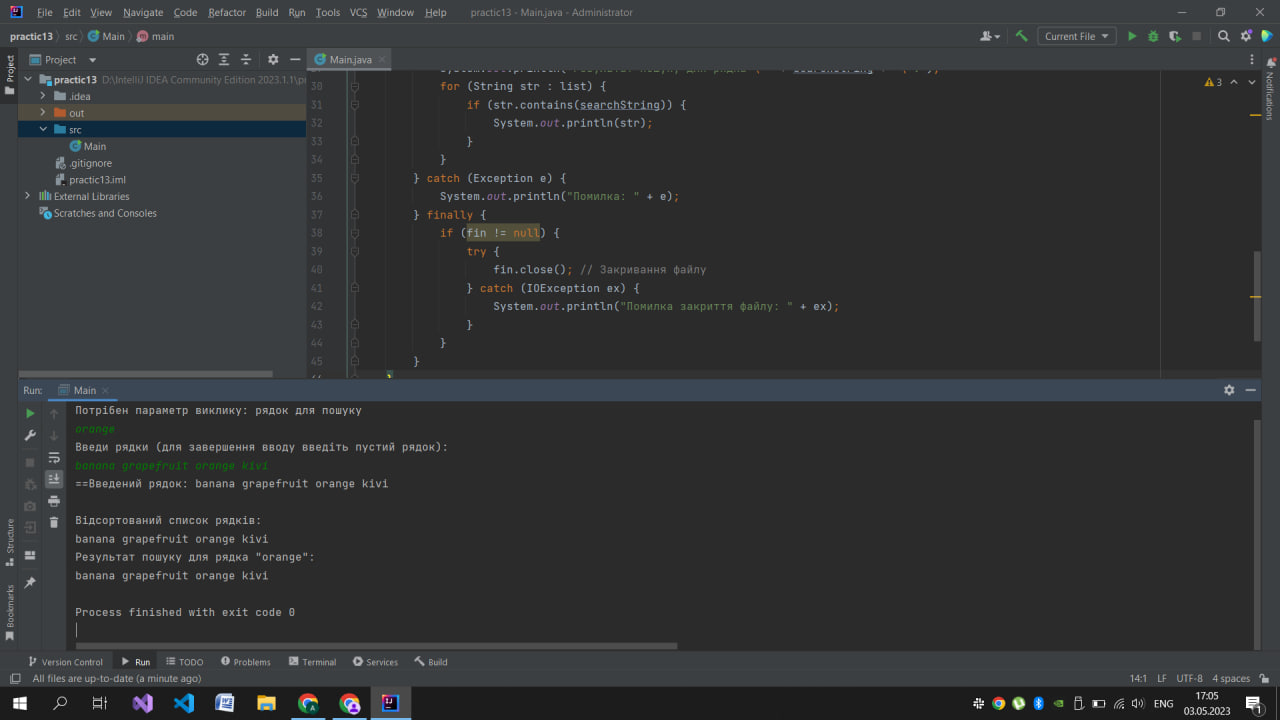 File Edit View Navigate Code Refactor Build Run Tools VCS Window Help practic13 - Main.java - Administrator
practic13 src Main main Current File
Project
Project Main.java
practic13 D:\IntelliJ IDEA Community Edition 2023.1.1\pra
.idea
out
src
Main
.gitignore
practic13.iml
External Libraries
Scratches and Consoles
Notifications
3
30 for (String str : list) {
31 if (str.contains(searchString)) {
32 System.out.println(str);
33 }
34 }
35 } catch (Exception e) {
36 System.out.println("Помилка: " + e);
37 } finally {
38 if (fin != null) {
39 try {
40 fin.close(); // Закривання файлу
41 } catch (IOException ex) {
42 System.out.println("Помилка закриття файлу: " + ex);
43 }
44 }
45 }
Run: Main
Потрібен параметр виклику: рядок для пошуку
orange
Введи рядки (для завершення вводу введіть пустий рядок):
banana grapefruit orange kivi
==Введений рядок: banana grapefruit orange kivi
Відсортований список рядків:
banana grapefruit orange kivi
Результат пошуку для рядка "orange":
banana grapefruit orange kivi
Process finished with exit code 0
Structure
Bookmarks
Version Control Run TODO Problems Terminal Services Build
All files are up-to-date (a minute ago) 14:1 LF UTF-8 4 spaces
ENG 17:05
03.05.2023
1